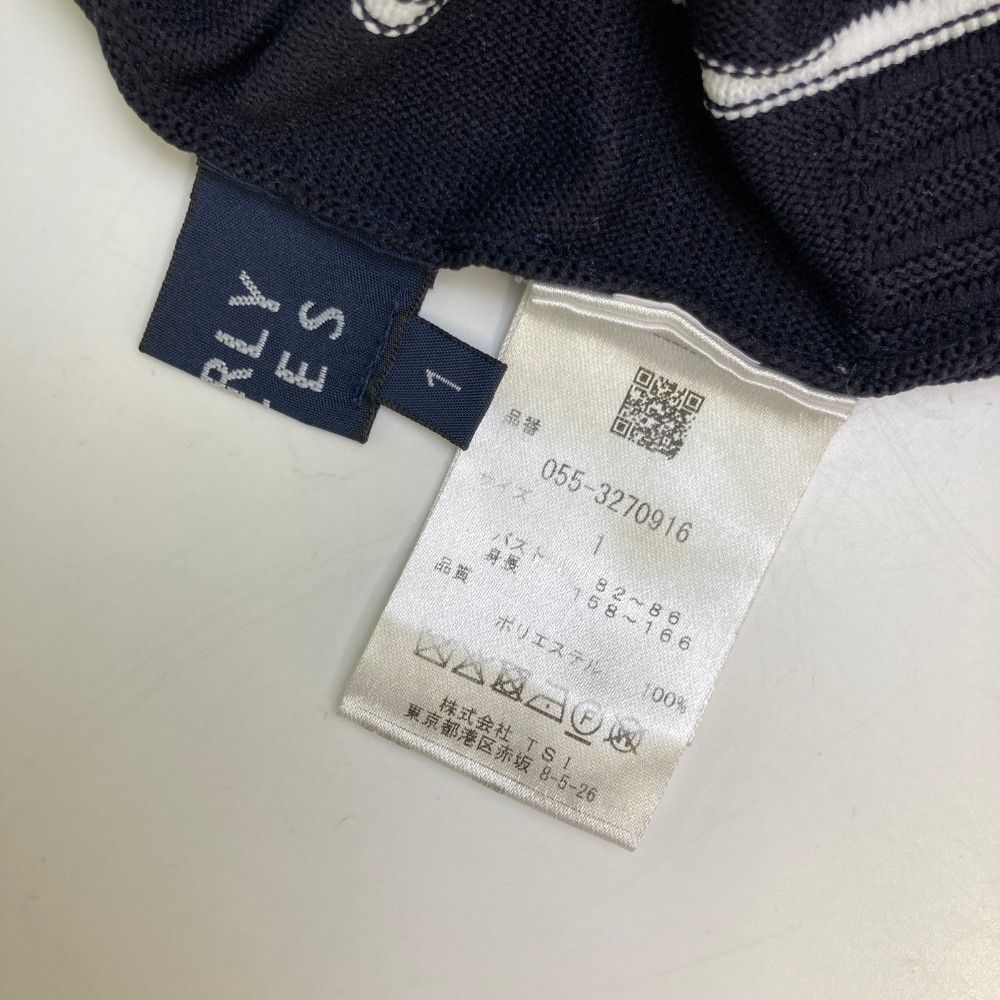 RLY
ES
1
品番
055-3270916
サイズ
1
バスト 82～86
身長 158～166
品質
ポリエステル 100%
株式会社 TSI
東京都港区赤坂 8-5-26